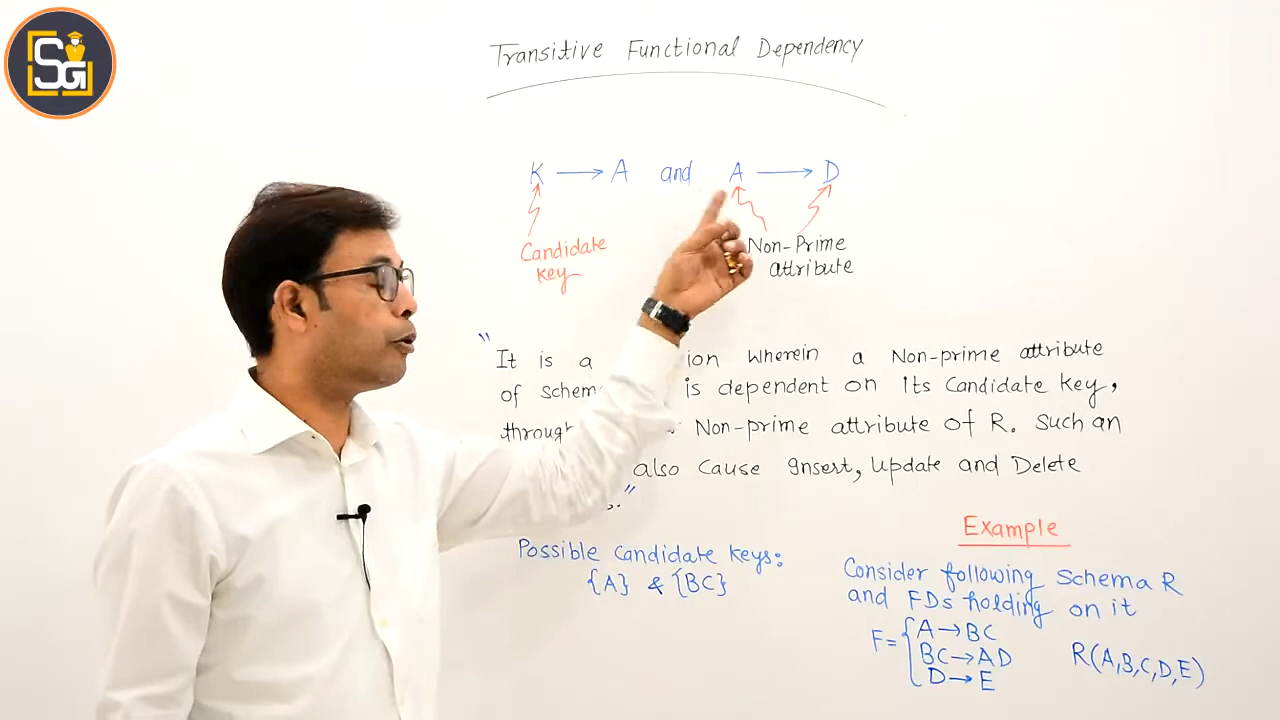 SG
Transitive Functional Dependency
K → A and A → D
Candidate key
Non-Prime attribute
" It is a ion wherein a Non-prime attribute
of schem is dependent on its candidate key,
throug Non-prime attribute of R. Such an
also cause Insert, Update and Delete
."
Possible candidate keys:
{A} & {BC}
Example
Consider following schema R
and FDs holding on it
F = { A → BC
BC → AD
D → E
R(A,B,C,D,E)